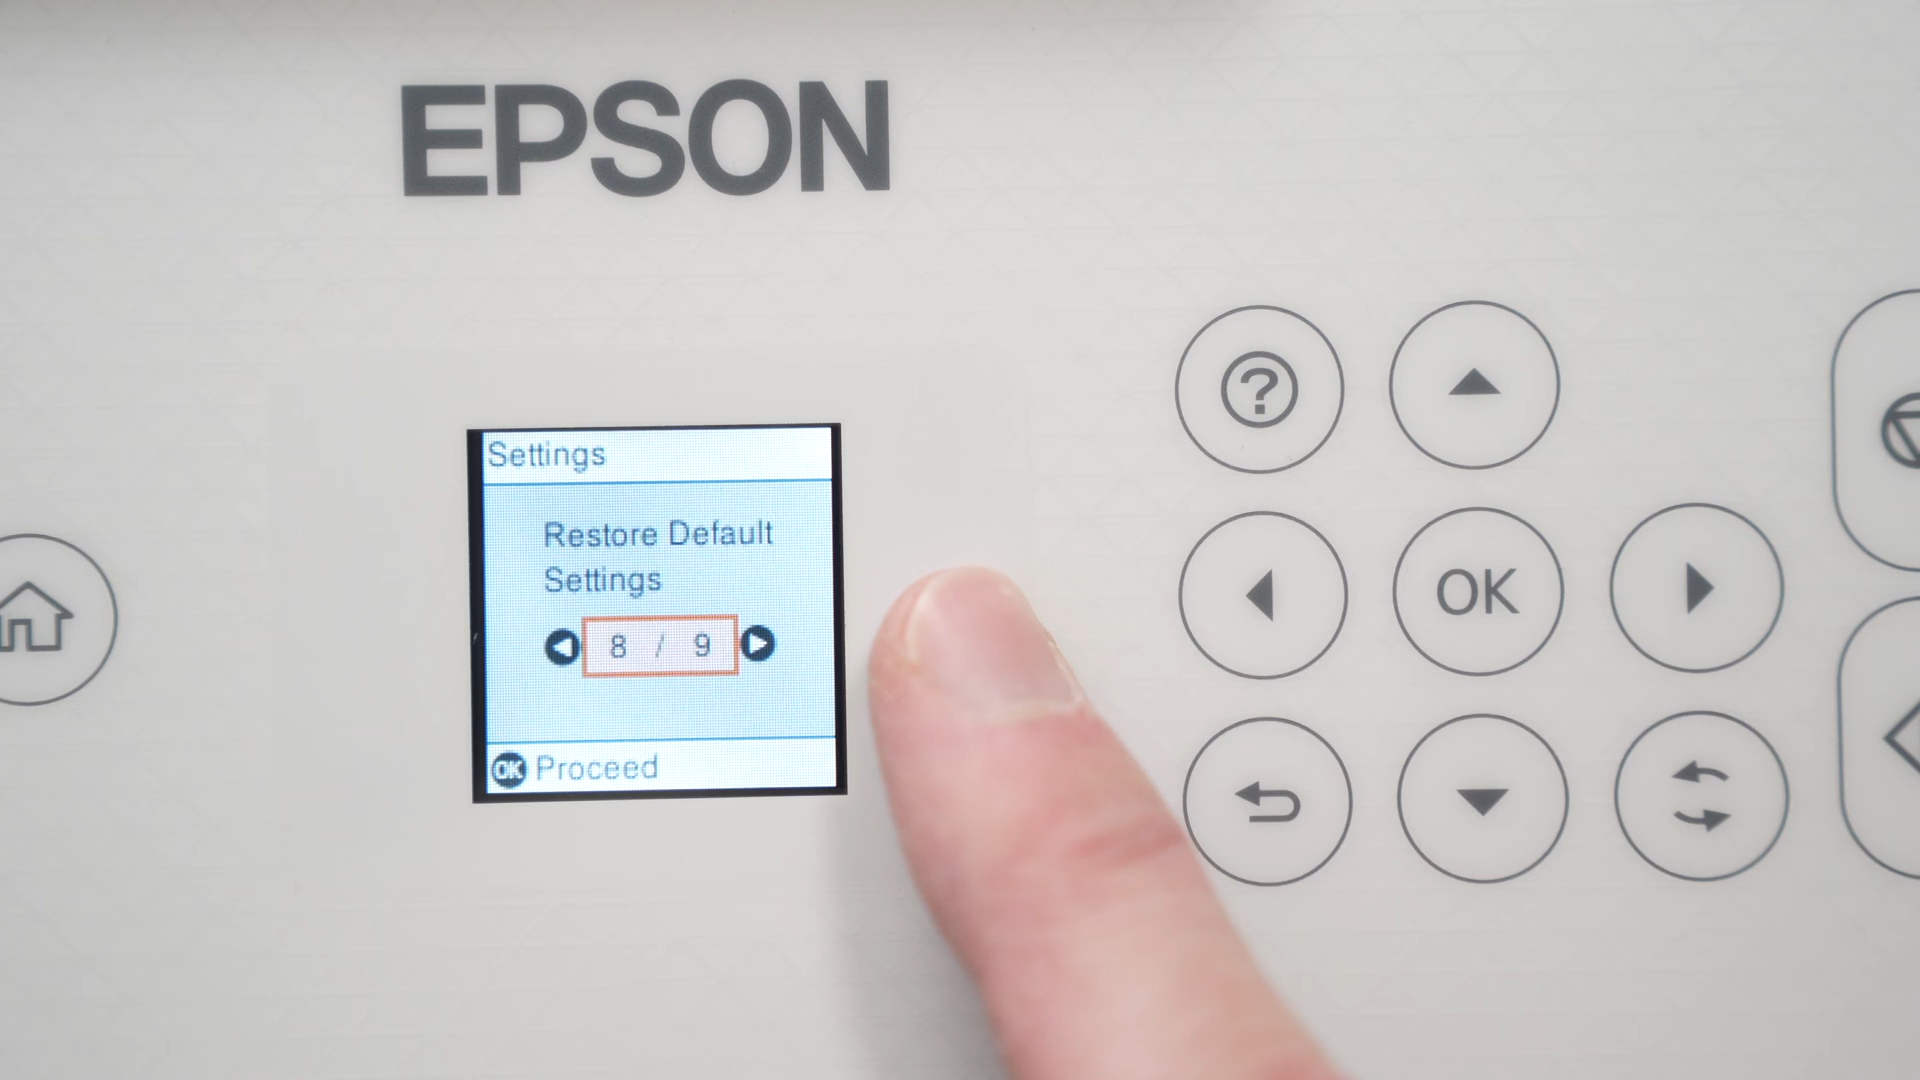 EPSON
Settings
Restore Default
Settings
8 / 9
OK Proceed
?
OK